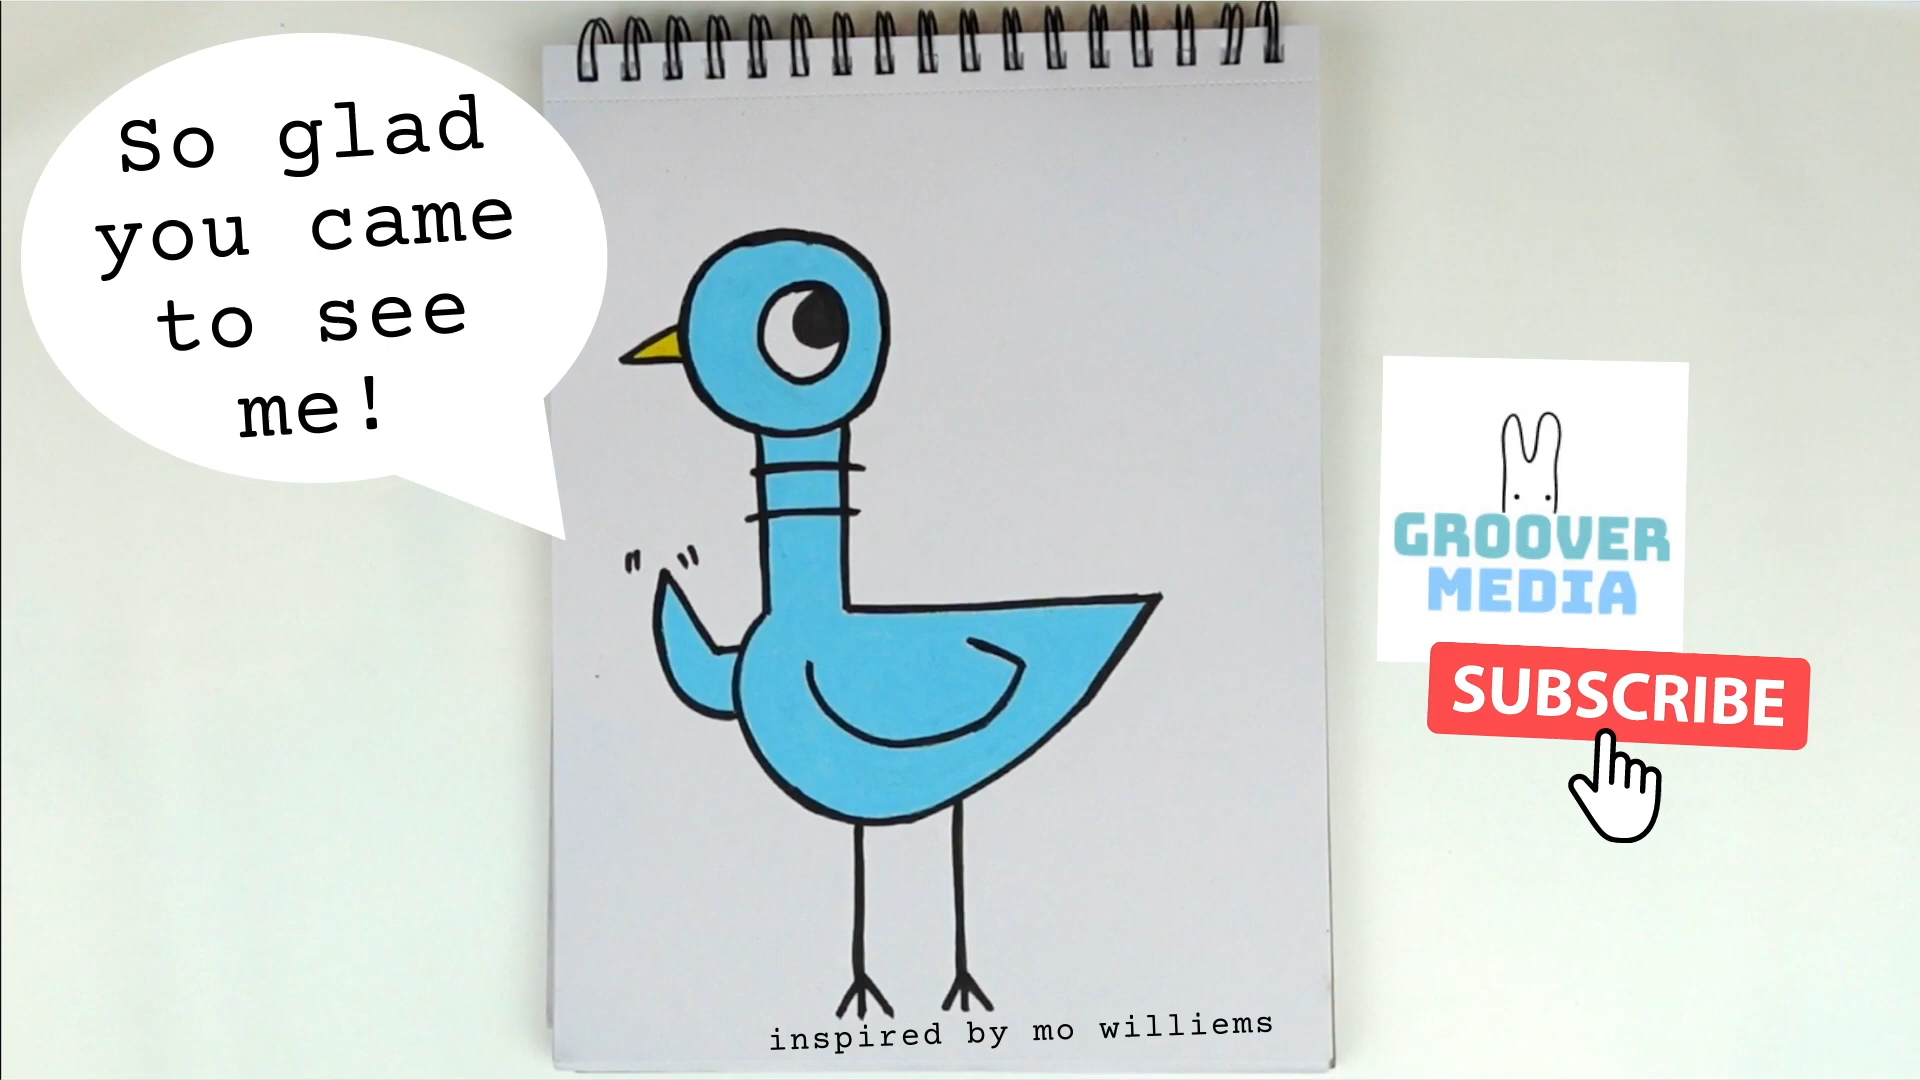 So glad
you came
to see
me!
GROOVER
MEDIA
SUBSCRIBE
inspired by mo williems